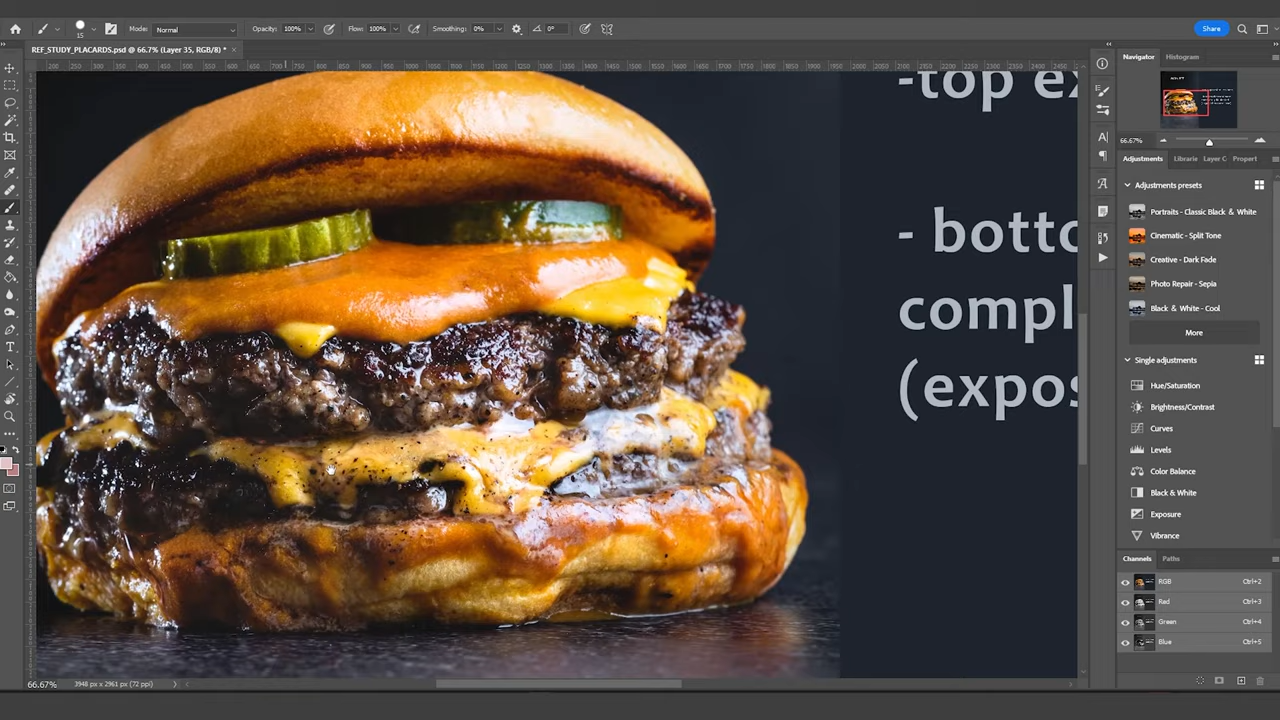 15
Mode:
Normal
Opacity:
100%
Flow:
100%
Smoothing:
0%
0°
Share
REF_STUDY_PLACARDS.psd @ 66.7% (Layer 35, RGB/8) *
-top ex
- botto
compl
(expos
Navigator
Histogram
66.67%
Adjustments
Librarie
Layer C
Propert
Adjustments presets
Portraits - Classic Black & White
Cinematic - Split Tone
Creative - Dark Fade
Photo Repair - Sepia
Black & White - Cool
More
Single adjustments
Hue/Saturation
Brightness/Contrast
Curves
Levels
Color Balance
Black & White
Exposure
Vibrance
Channels
Paths
RGB
Ctrl+2
Red
Ctrl+3
Green
Ctrl+4
Blue
Ctrl+5
66.67%
3948 px x 2961 px (72 ppi)